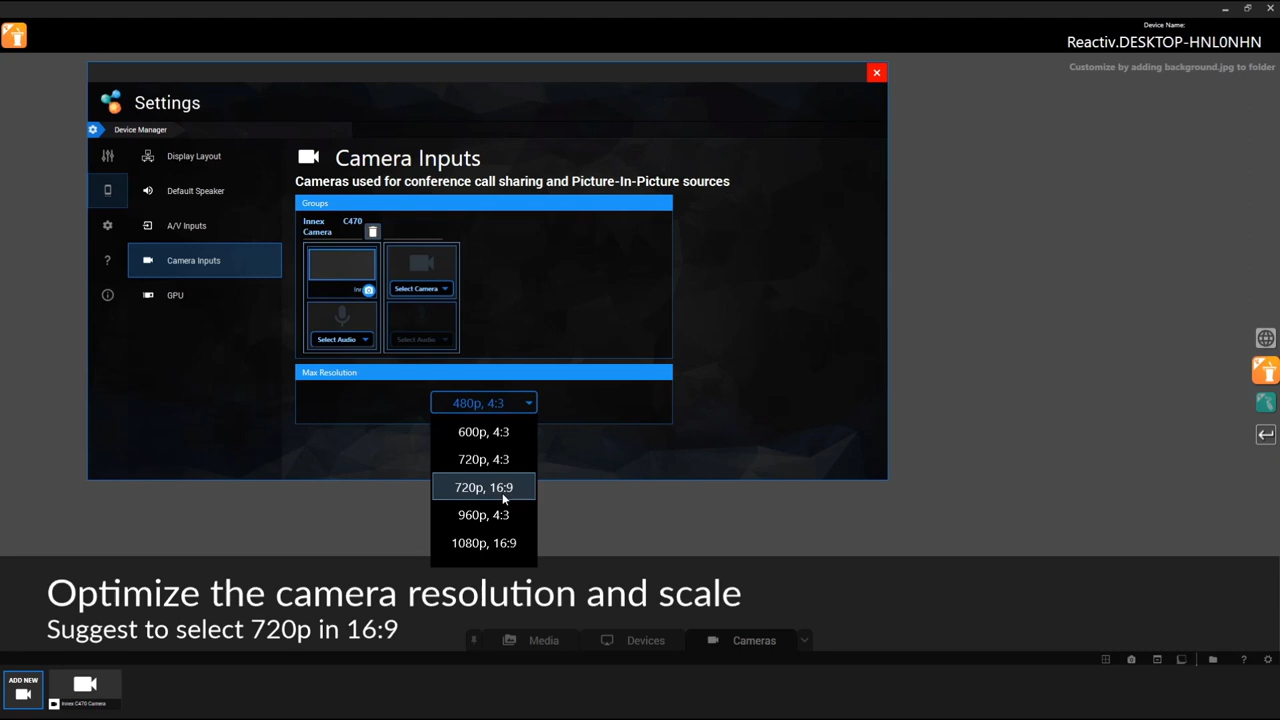 Device Name:
Reactiv.DESKTOP-HNL0NHN
Customize by adding background.jpg to folder
Settings
Device Manager
Display Layout
Default Speaker
A/V Inputs
Camera Inputs
GPU
Camera Inputs
Cameras used for conference call sharing and Picture-In-Picture sources
Groups
Innex C470
Camera
Inn
Select Camera
Select Audio
Select Audio
Max Resolution
480p, 4:3
600p, 4:3
720p, 4:3
720p, 16:9
960p, 4:3
1080p, 16:9
Optimize the camera resolution and scale
Suggest to select 720p in 16:9
Media
Devices
Cameras
ADD NEW
Innex C470 Camera